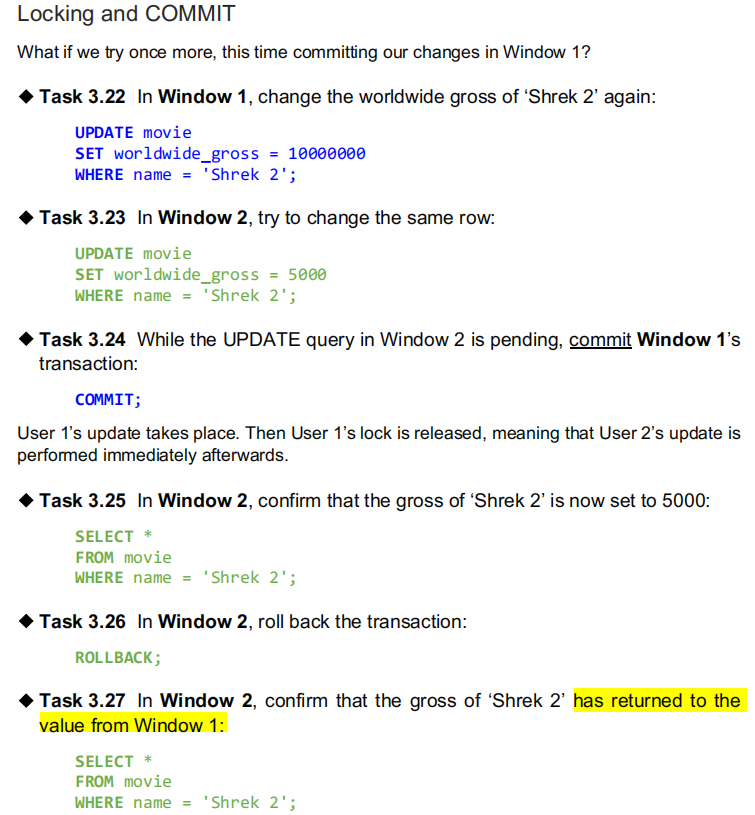 Locking and COMMIT
What if we try once more, this time committing our changes in Window 1?
◆ Task 3.22 In Window 1, change the worldwide gross of ‘Shrek 2’ again:
UPDATE movie
SET worldwide_gross = 10000000
WHERE name = 'Shrek 2';
◆ Task 3.23 In Window 2, try to change the same row:
UPDATE movie
SET worldwide_gross = 5000
WHERE name = 'Shrek 2';
◆ Task 3.24 While the UPDATE query in Window 2 is pending, commit Window 1’s
transaction:
COMMIT;
User 1’s update takes place. Then User 1’s lock is released, meaning that User 2’s update is
performed immediately afterwards.
◆ Task 3.25 In Window 2, confirm that the gross of ‘Shrek 2’ is now set to 5000:
SELECT *
FROM movie
WHERE name = 'Shrek 2';
◆ Task 3.26 In Window 2, roll back the transaction:
ROLLBACK;
◆ Task 3.27 In Window 2, confirm that the gross of ‘Shrek 2’ has returned to the
value from Window 1:
SELECT *
FROM movie
WHERE name = 'Shrek 2';